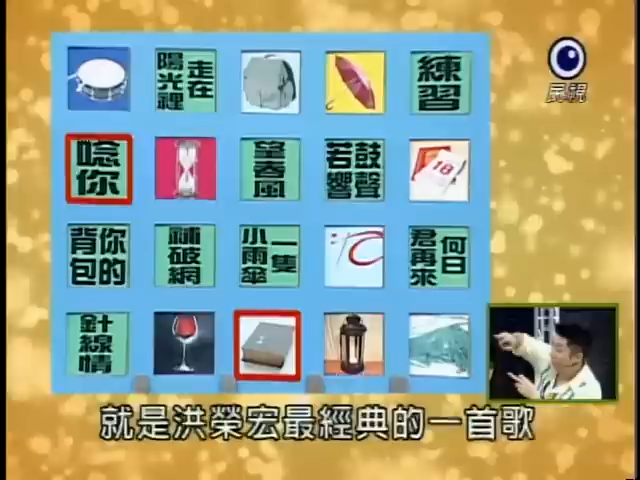 民視
走在
陽光裡
練習
唸你
望春風
鼓聲
若響
18
你的
背包
補破網
一隻
小雨傘
何日
君再來
針線情
就是洪榮宏最經典的一首歌